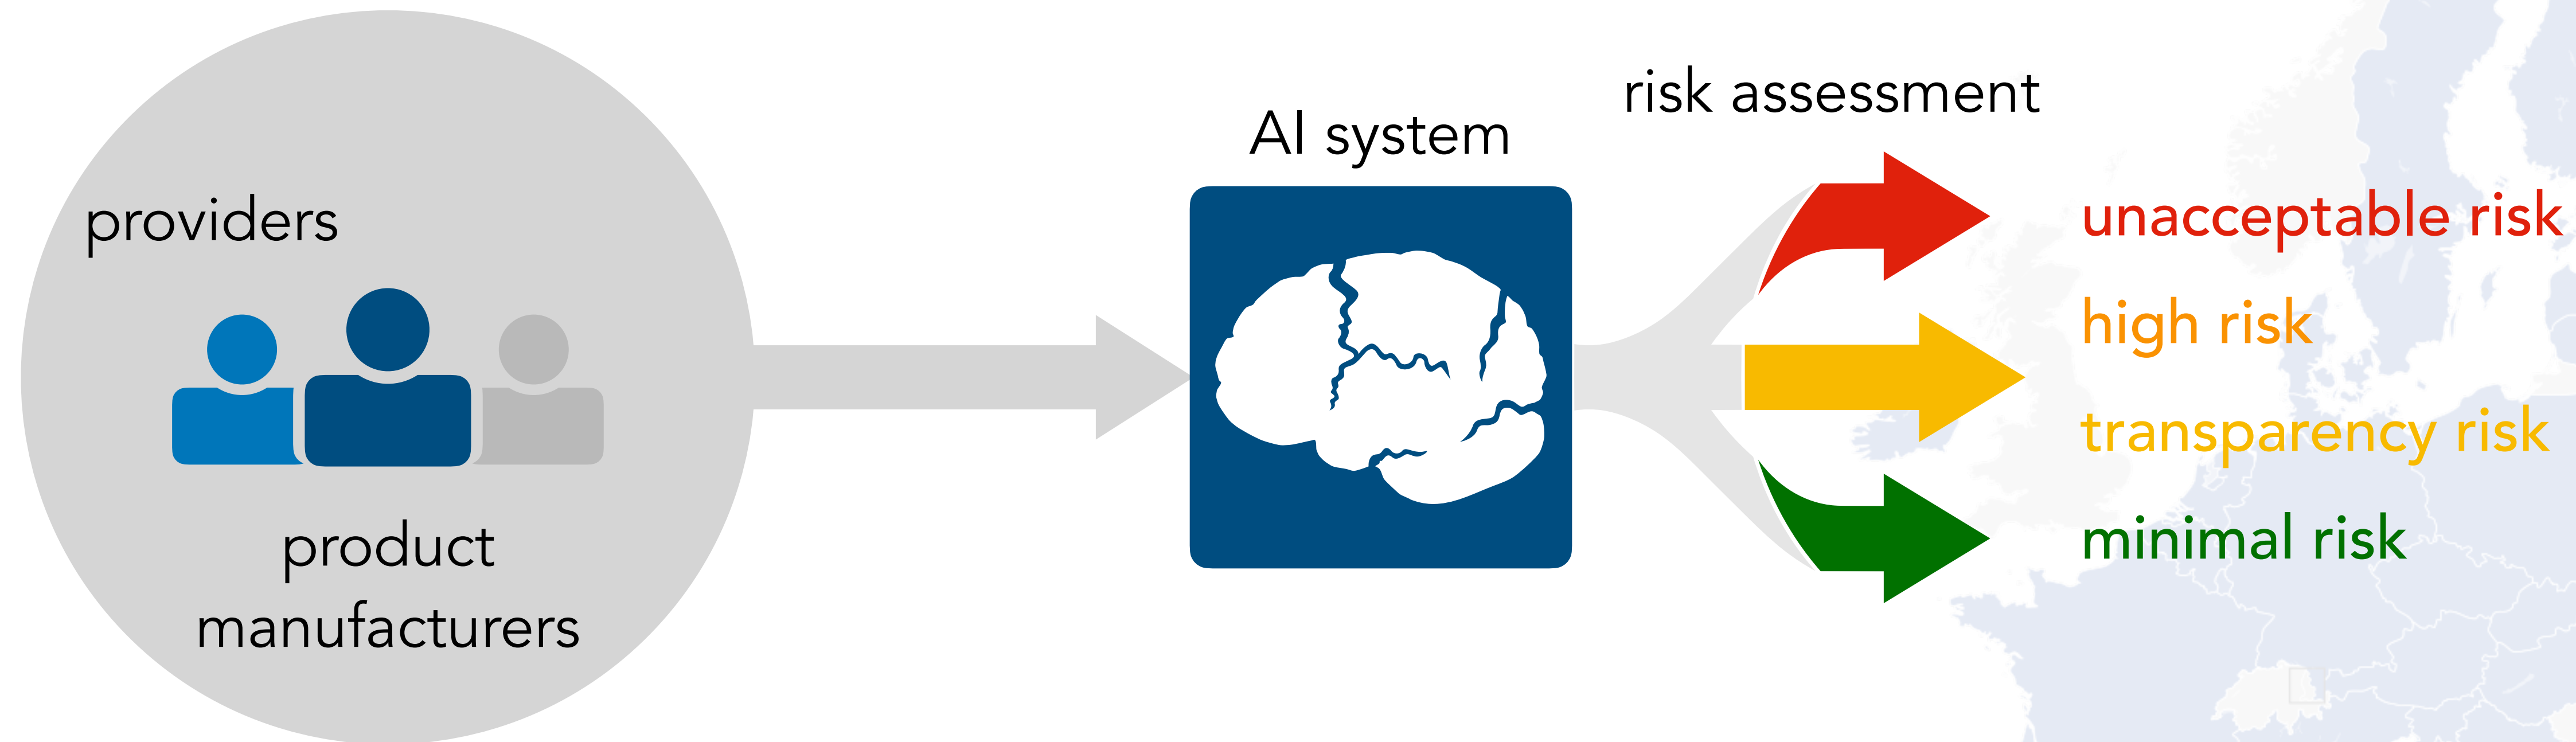 providers
product
manufacturers
AI system
risk assessment
unacceptable risk
high risk
transparency risk
minimal risk